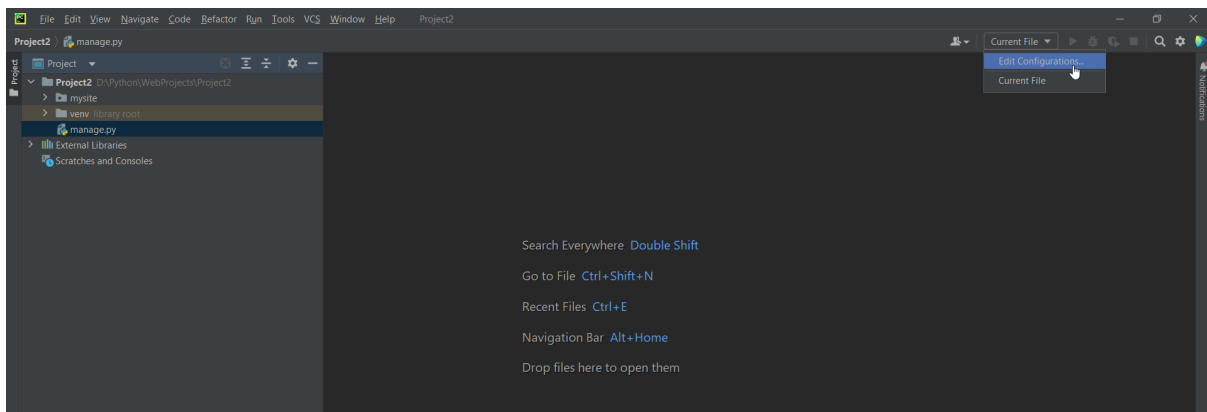 File Edit View Navigate Code Refactor Run Tools VCS Window Help Project2
Project2 manage.py Current File
Project
Project
Edit Configurations...
Current File
Notifications
Project2 D:\Python\WebProjects\Project2
mysite
venv library root
manage.py
External Libraries
Scratches and Consoles
Search Everywhere Double Shift
Go to File Ctrl+Shift+N
Recent Files Ctrl+E
Navigation Bar Alt+Home
Drop files here to open them